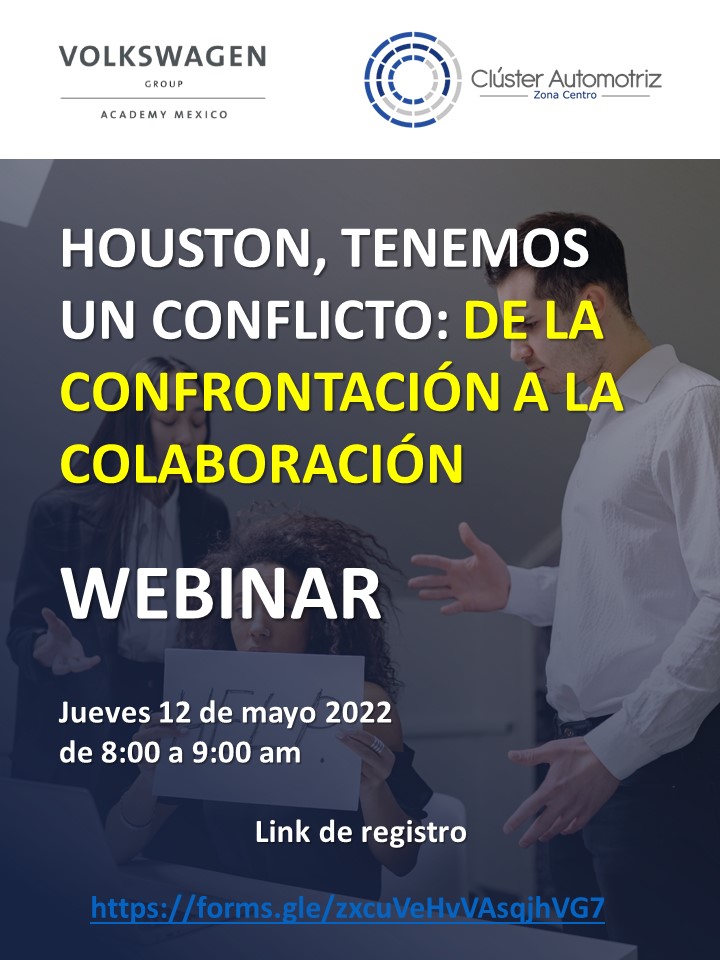 VOLKSWAGEN
GROUP
ACADEMY MEXICO
Clúster Automotriz
Zona Centro
HOUSTON, TENEMOS
UN CONFLICTO: DE LA
CONFRONTACIÓN A LA
COLABORACIÓN
WEBINAR
HELP.
Jueves 12 de mayo 2022
de 8:00 a 9:00 am
Link de registro
https://forms.gle/zxcuVeHvVAsqjhVG7